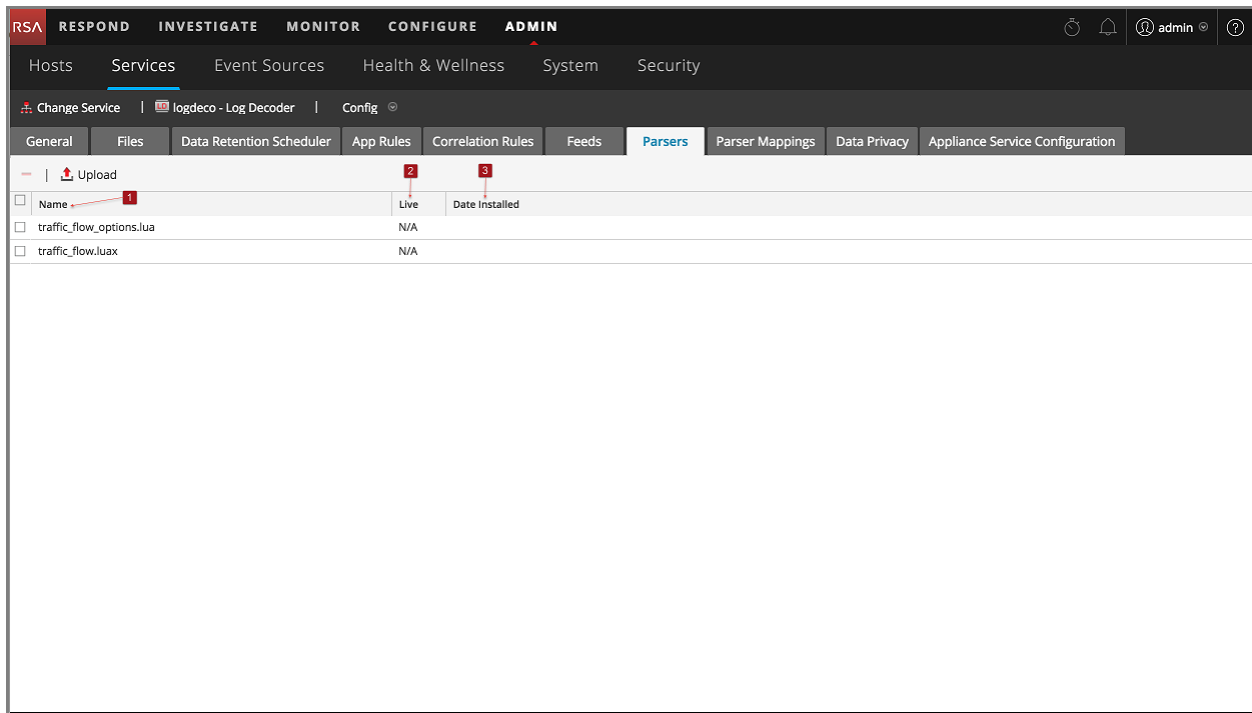 RSA RESPOND INVESTIGATE MONITOR CONFIGURE ADMIN admin ?
Hosts Services Event Sources Health & Wellness System Security
Change Service | LD logdeco - Log Decoder | Config
General Files Data Retention Scheduler App Rules Correlation Rules Feeds Parsers Parser Mappings Data Privacy Appliance Service Configuration
| Upload 2 3
Name 1 Live Date Installed
traffic_flow_options.lua N/A
traffic_flow.luax N/A